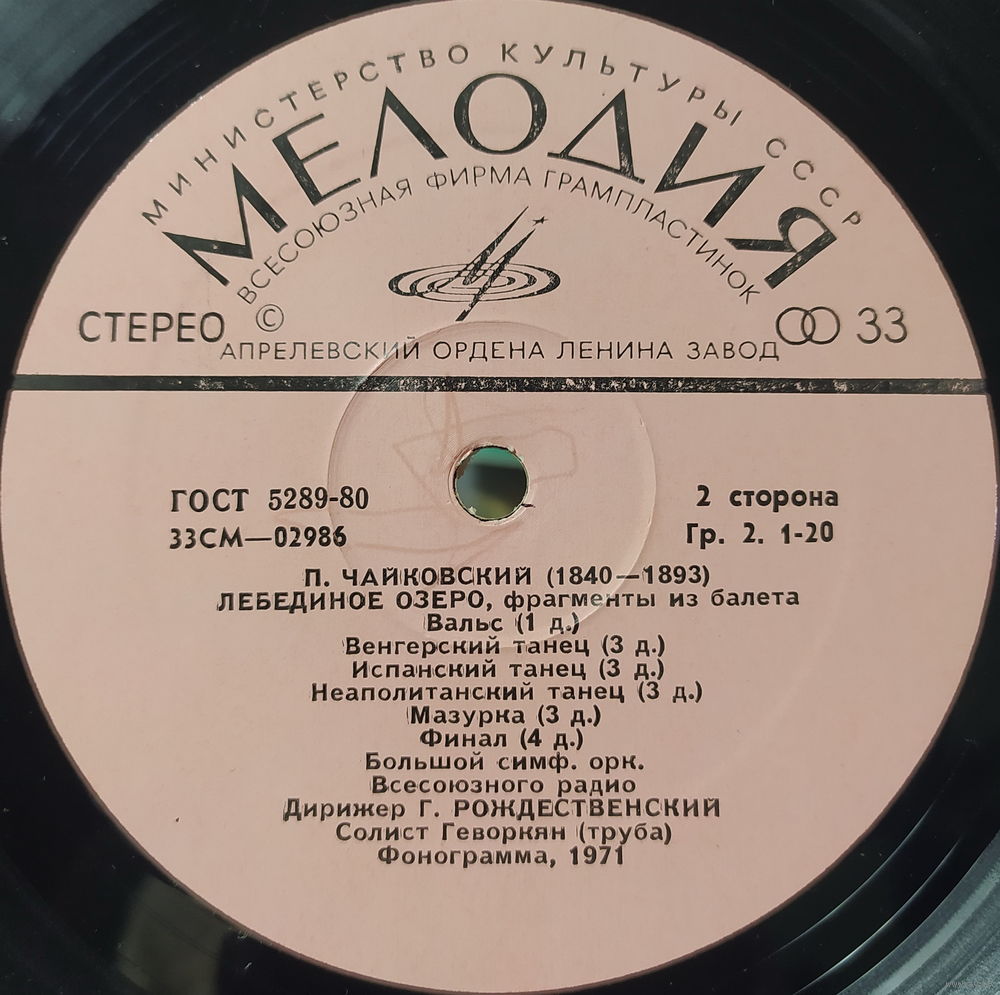 МИНИСТЕРСТВО КУЛЬТУРЫ СССР
МЕЛОДИЯ
ВСЕСОЮЗНАЯ ФИРМА ГРАМПЛАСТИНОК
СТЕРЕО © 33
АПРЕЛЕВСКИЙ ОРДЕНА ЛЕНИНА ЗАВОД
ГОСТ 5289-80 2 сторона
33СМ—02986 Гр. 2. 1-20
П. ЧАЙКОВСКИЙ (1840—1893)
ЛЕБЕДИНОЕ ОЗЕРО, фрагменты из балета
Вальс (1 д.)
Венгерский танец (3 д.)
Испанский танец (3 д.)
Неаполитанский танец (3 д.)
Мазурка (3 д.)
Финал (4 д.)
Большой симф. орк.
Всесоюзного радио
Дирижер Г. РОЖДЕСТВЕНСКИЙ
Солист Геворкян (труба)
Фонограмма, 1971